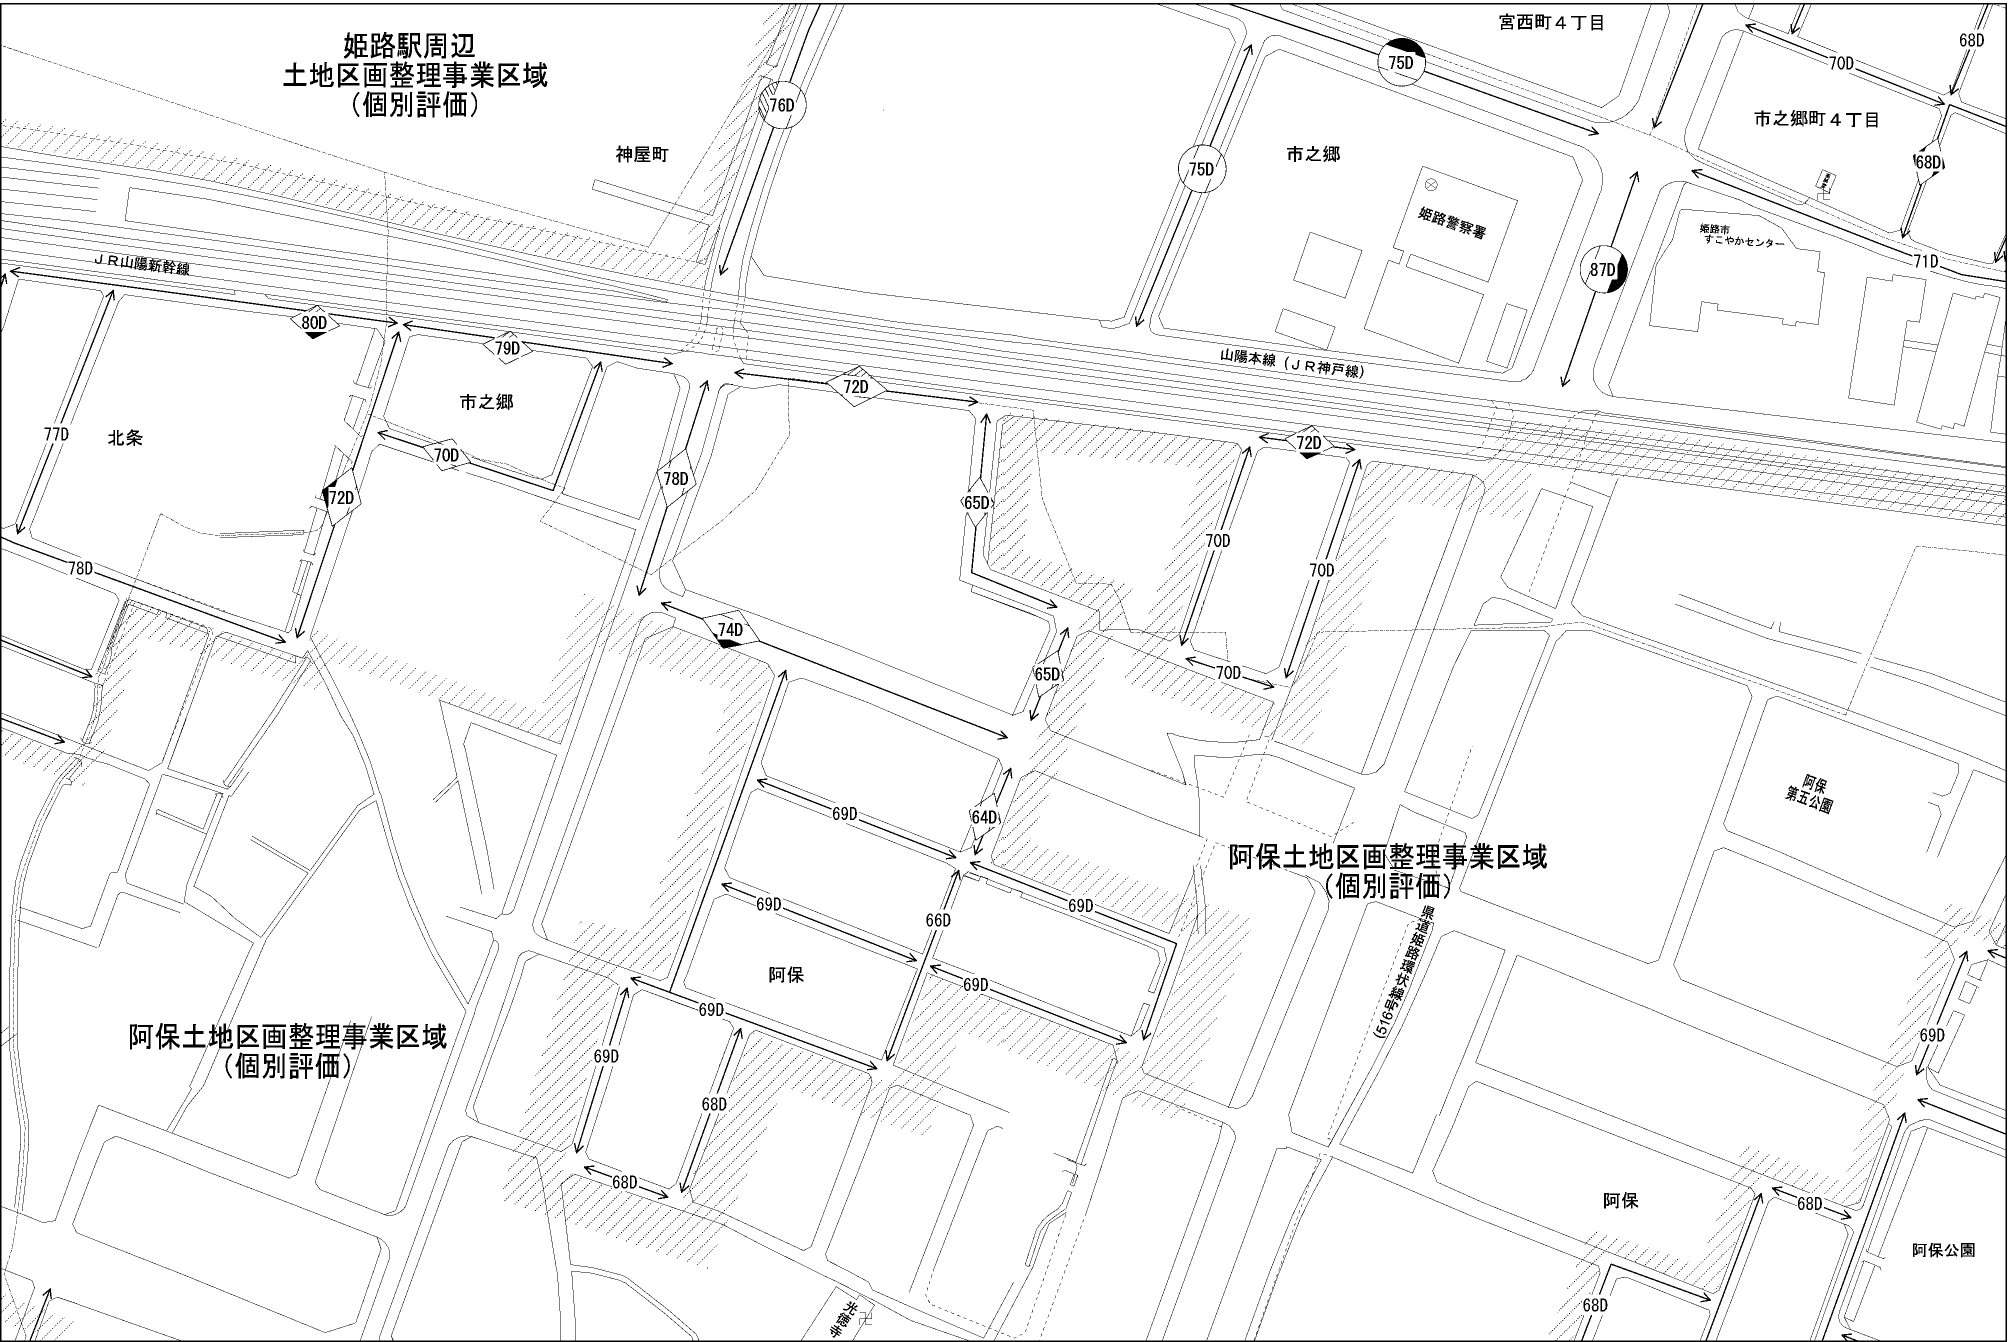 姫路駅周辺
土地区画整理事業区域
（個別評価）
宮西町４丁目
68D
75D
70D
76D
市之郷町４丁目
神屋町
市之郷
75D
68D
姫路警察署
姫路市
すこやかセンター
ＪＲ山陽新幹線
87D
71D
80D
79D
山陽本線（ＪＲ神戸線）
72D
市之郷
77D
北条
70D
72D
78D
72D
65D
70D
70D
78D
74D
65D
70D
阿保
第五公園
69D
64D
阿保土地区画整理事業区域
（個別評価）
69D
66D
69D
県道姫路環状線
(516号線)
阿保
69D
69D
阿保土地区画整理事業区域
（個別評価）
69D
69D
68D
68D
阿保
68D
阿保公園
68D
光徳寺